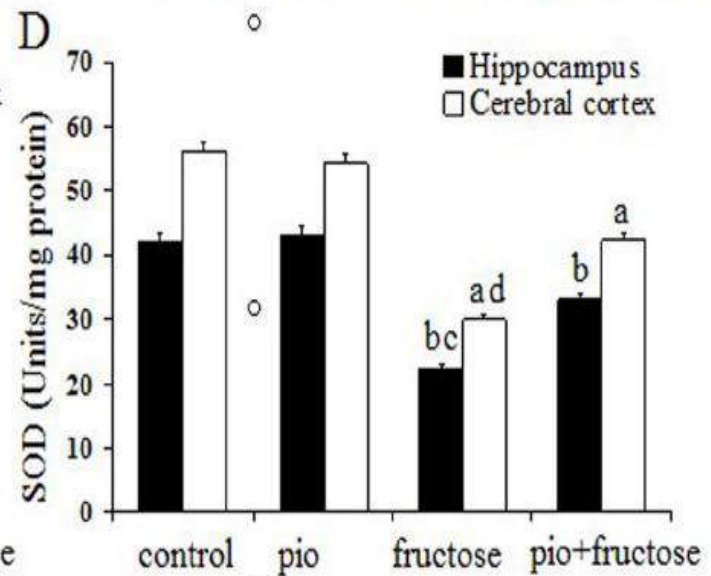 D
70
60
50
40
30
20
10
0
SOD (Units/mg protein)
Hippocampus
Cerebral cortex
bc
ad
b
a
e
control pio fructose pio+fructose